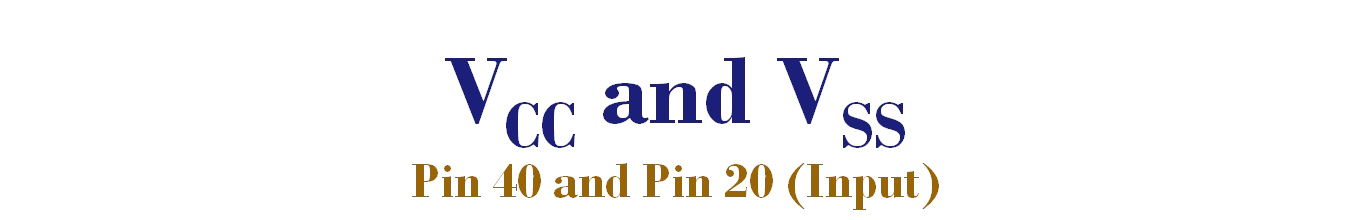 VCC and VSS
Pin 40 and Pin 20 (Input)